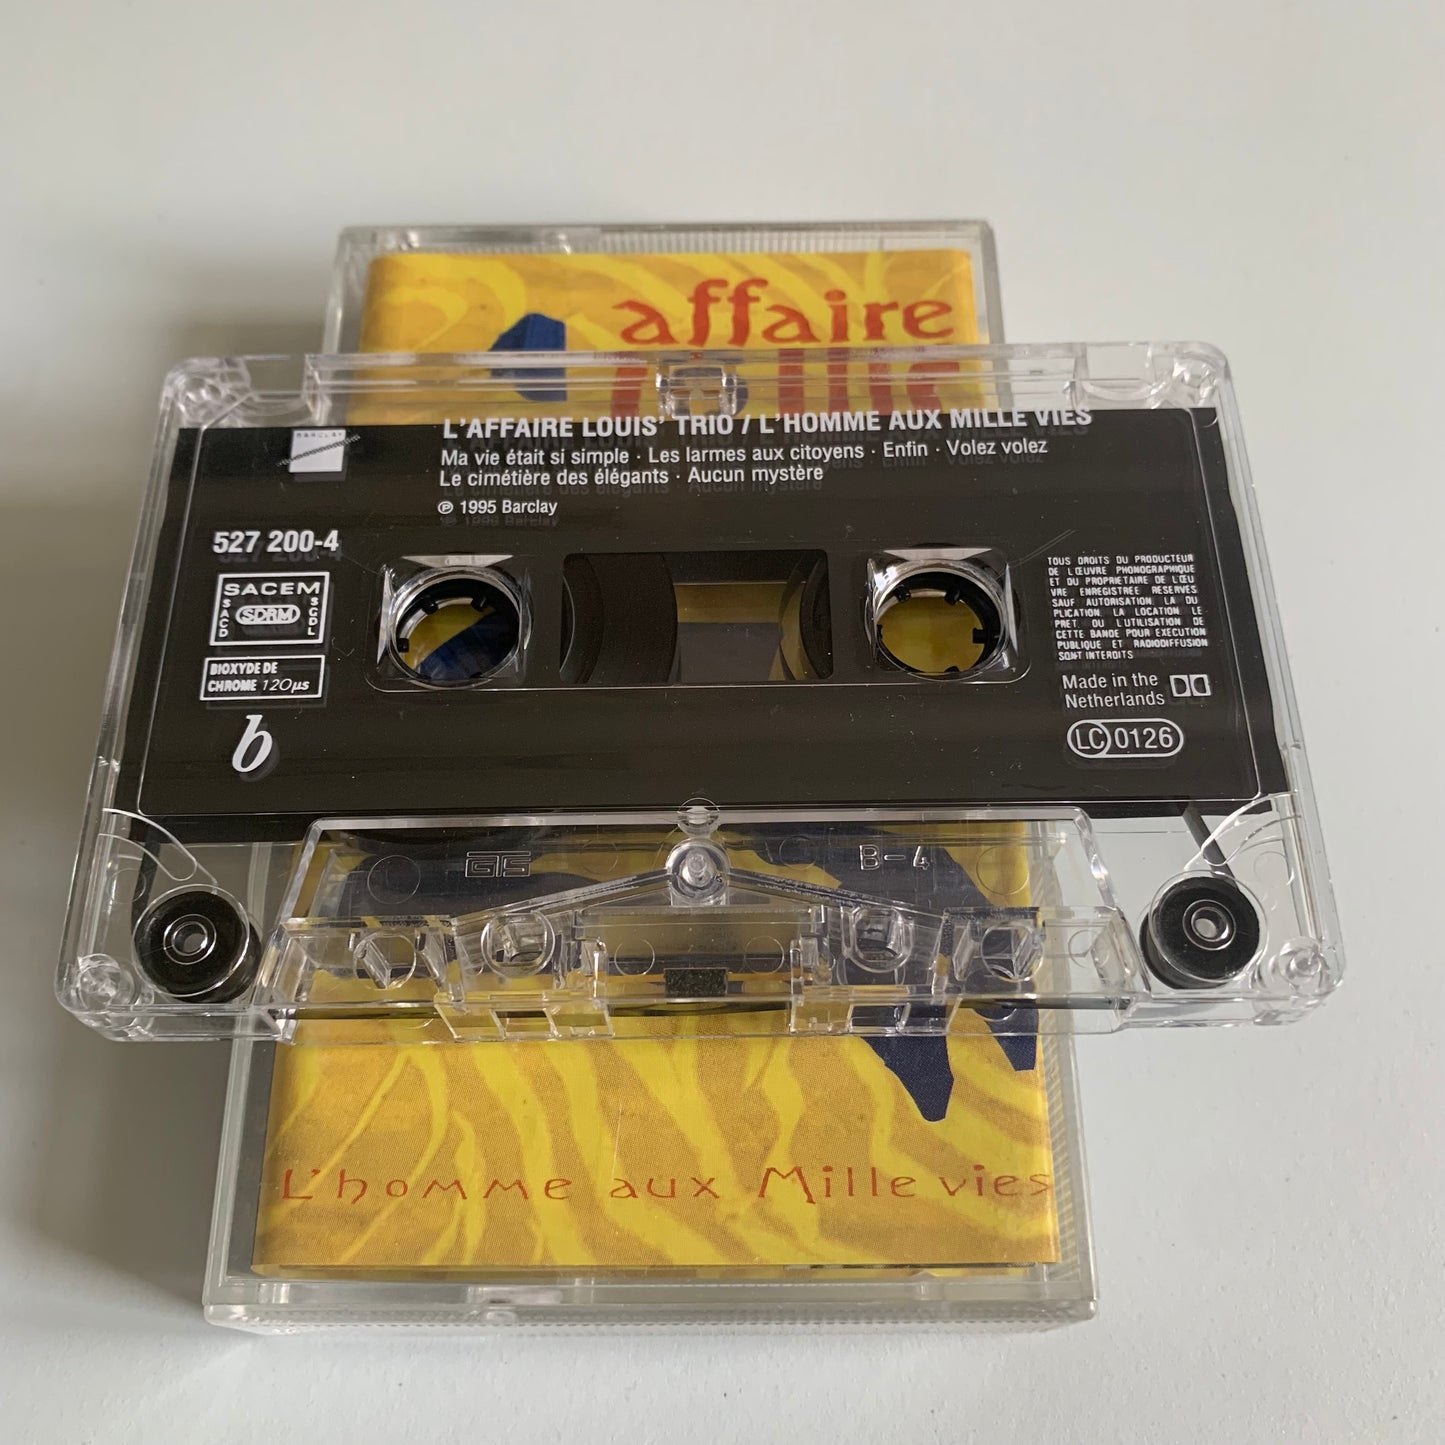 affaire
BARCLAY
L'AFFAIRE LOUIS' TRIO / L'HOMME AUX MILLE VIES
Ma vie était si simple · Les larmes aux citoyens · Enfin · Volez volez
Le cimétière des élégants · Aucun mystère
℗ 1995 Barclay
527 200-4
SACEM
SACD
SDRM
SGDL
BIOXYDE DE
CHROME 120µs
b
TOUS DROITS DU PRODUCTEUR
DE L'ŒUVRE PHONOGRAPHIQUE
ET DU PROPRIETAIRE DE L'ŒU
VRE ENREGISTREE RESERVES
SAUF AUTORISATION LA DU
PLICATION LA LOCATION LE
PRET OU L'UTILISATION DE
CETTE BANDE POUR EXECUTION
PUBLIQUE ET RADIODIFFUSION
SONT INTERDITS
Made in the
Netherlands
LC 0126
GTS
B-4
L'homme aux Mille vies